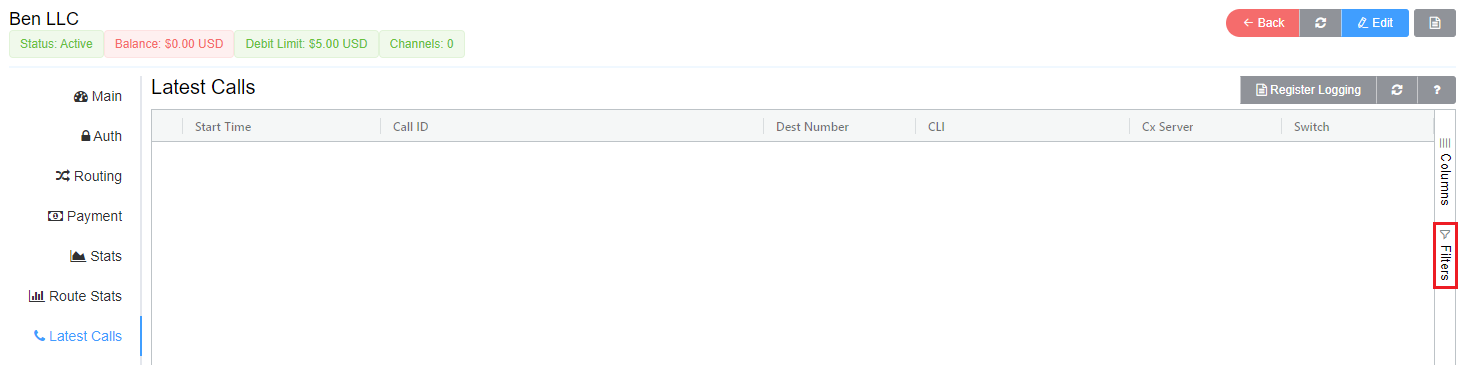 Ben LLC
Back Edit
Status: Active Balance: $0.00 USD Debit Limit: $5.00 USD Channels: 0
Main
Auth
Routing
Payment
Stats
Route Stats
Latest Calls
Latest Calls
Register Logging ?
Start Time Call ID Dest Number CLI Cx Server Switch
Columns
Filters